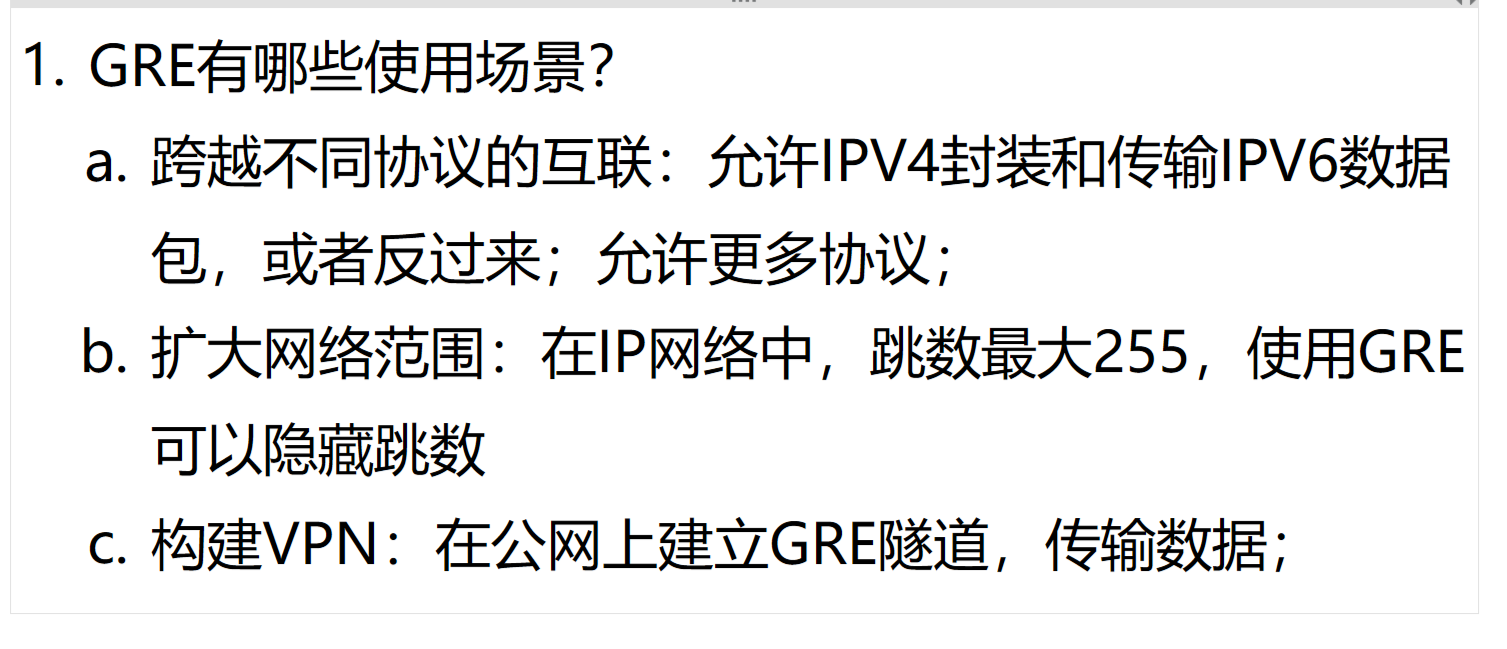 1. GRE有哪些使用场景？
a. 跨越不同协议的互联：允许IPV4封装和传输IPV6数据
包，或者反过来；允许更多协议；
b. 扩大网络范围：在IP网络中，跳数最大255，使用GRE
可以隐藏跳数
c. 构建VPN：在公网上建立GRE隧道，传输数据；